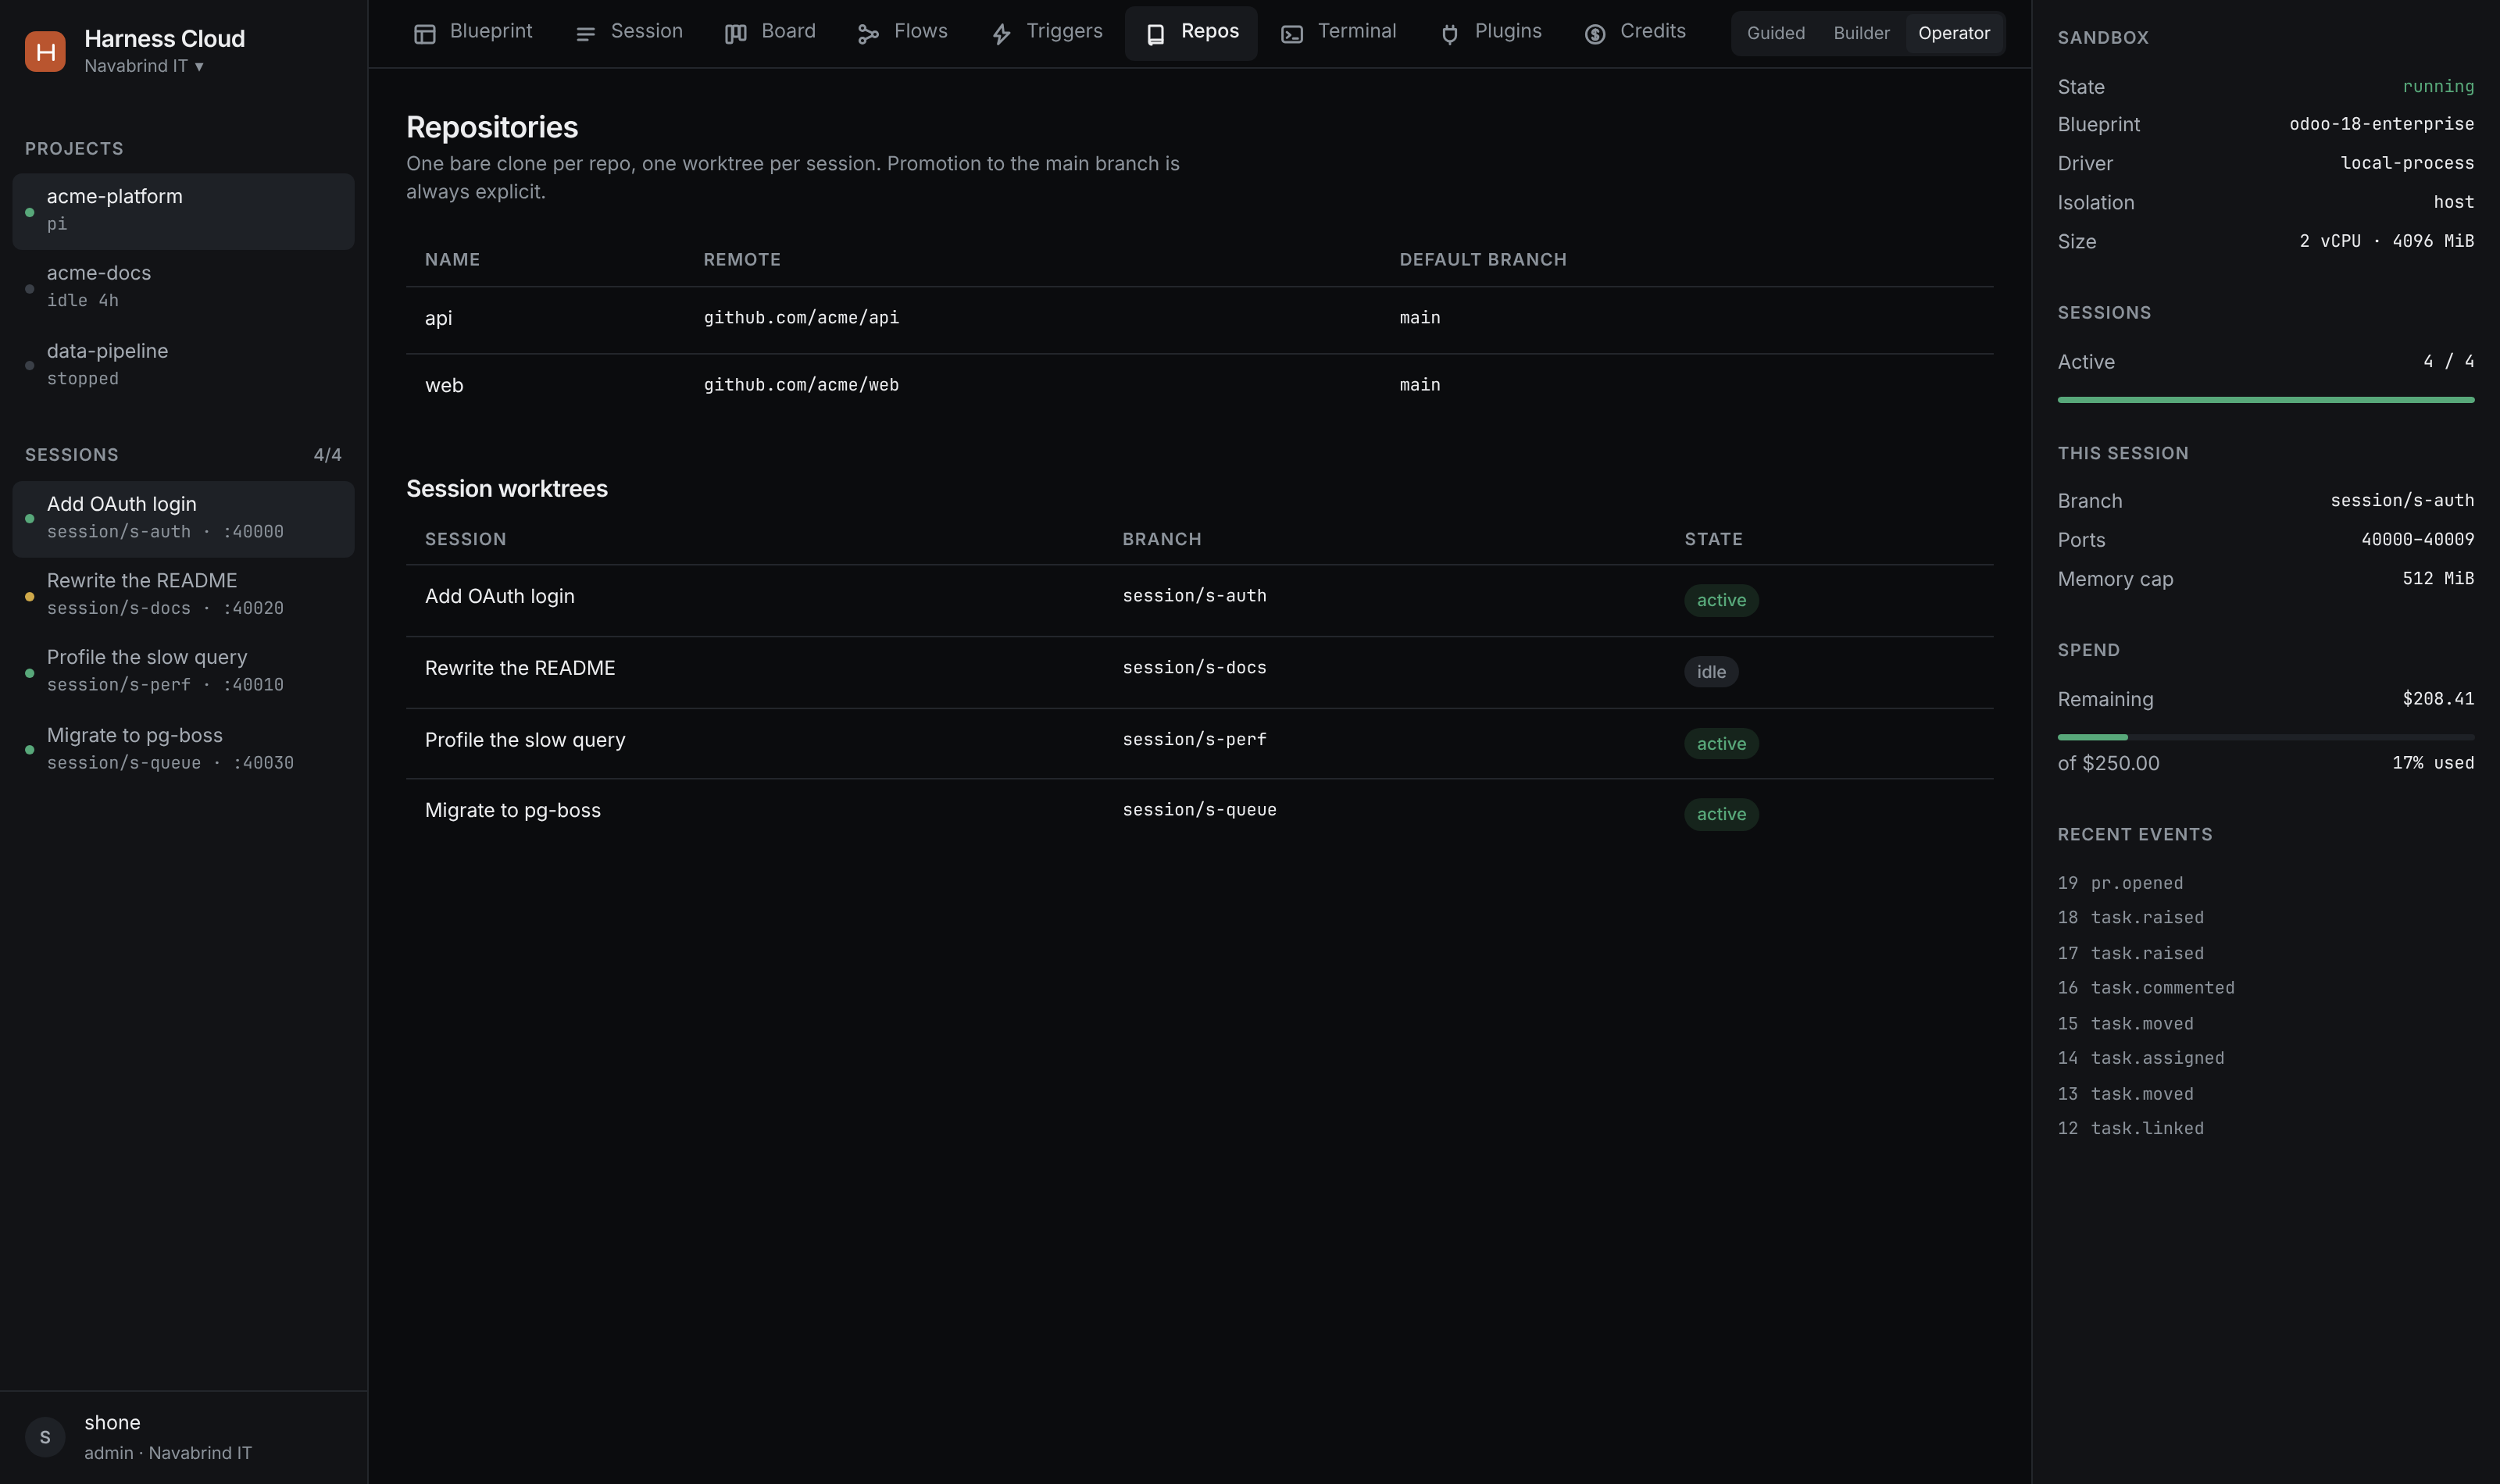 Harness Cloud
Navabrind IT ▾
PROJECTS
acme-platform
pi
acme-docs
idle 4h
data-pipeline
stopped
SESSIONS 4/4
Add OAuth login
session/s-auth · :40000
Rewrite the README
session/s-docs · :40020
Profile the slow query
session/s-perf · :40010
Migrate to pg-boss
session/s-queue · :40030
S
shone
admin · Navabrind IT
Blueprint Session Board Flows Triggers Repos Terminal Plugins Credits Guided Builder Operator
Repositories
One bare clone per repo, one worktree per session. Promotion to the main branch is
always explicit.
NAME REMOTE DEFAULT BRANCH
api github.com/acme/api main
web github.com/acme/web main
Session worktrees
SESSION BRANCH STATE
Add OAuth login session/s-auth active
Rewrite the README session/s-docs idle
Profile the slow query session/s-perf active
Migrate to pg-boss session/s-queue active
SANDBOX
State running
Blueprint odoo-18-enterprise
Driver local-process
Isolation host
Size 2 vCPU · 4096 MiB
SESSIONS
Active 4 / 4
THIS SESSION
Branch session/s-auth
Ports 40000–40009
Memory cap 512 MiB
SPEND
Remaining $208.41
of $250.00 17% used
RECENT EVENTS
19 pr.opened
18 task.raised
17 task.raised
16 task.commented
15 task.moved
14 task.assigned
13 task.moved
12 task.linked